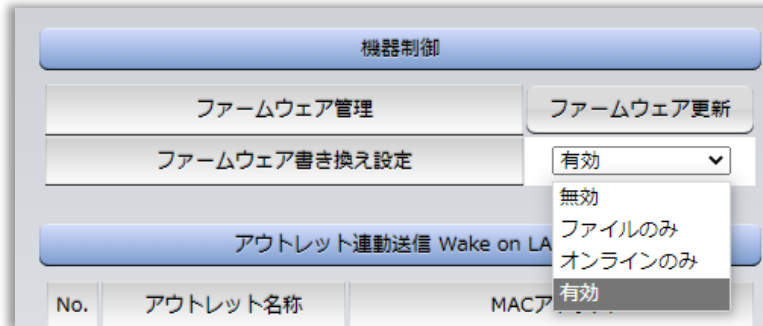 機器制御
ファームウェア管理 ファームウェア更新
ファームウェア書き換え設定 有効
無効
ファイルのみ
オンラインのみ
有効
アウトレット連動送信 Wake on LA
No. アウトレット名称 MACア